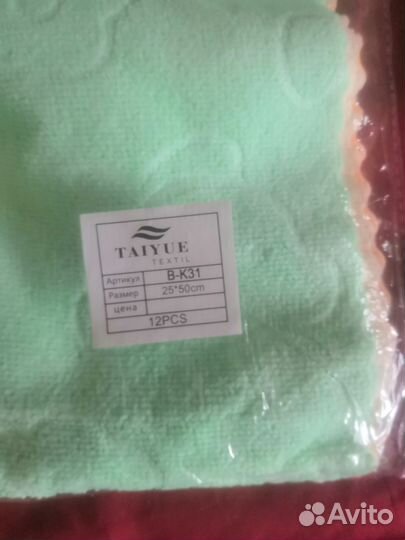 TAIYUE
TEXTIL
Артикул B-K31
Размер 25*50cm
цена
12PCS
Avito